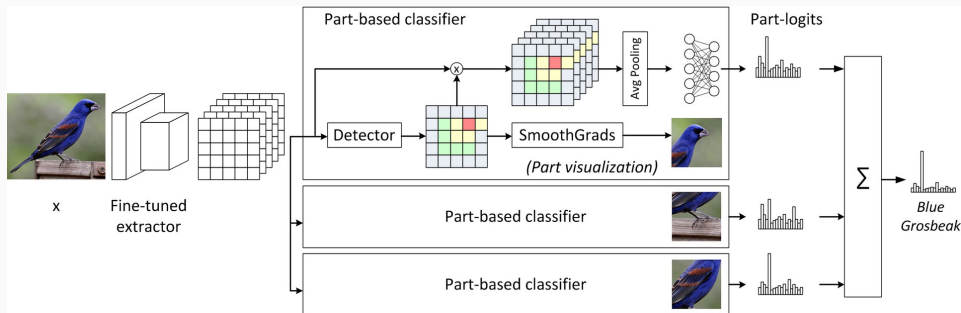 Part-based classifier
Part-logits
x
Avg Pooling
Detector
SmoothGrads
(Part visualization)
x
Fine-tuned
extractor
Part-based classifier
Part-based classifier
Σ
Blue
Grosbeak